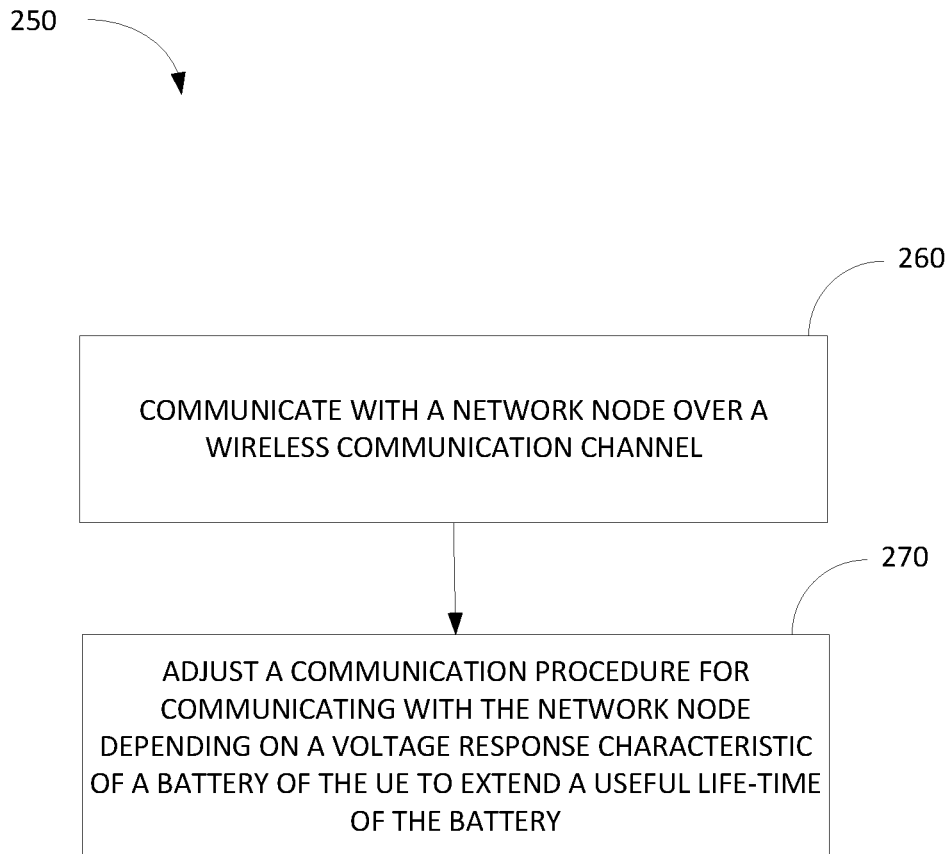 250
260
COMMUNICATE WITH A NETWORK NODE OVER A
WIRELESS COMMUNICATION CHANNEL
270
ADJUST A COMMUNICATION PROCEDURE FOR
COMMUNICATING WITH THE NETWORK NODE
DEPENDING ON A VOLTAGE RESPONSE CHARACTERISTIC
OF A BATTERY OF THE UE TO EXTEND A USEFUL LIFE-TIME
OF THE BATTERY